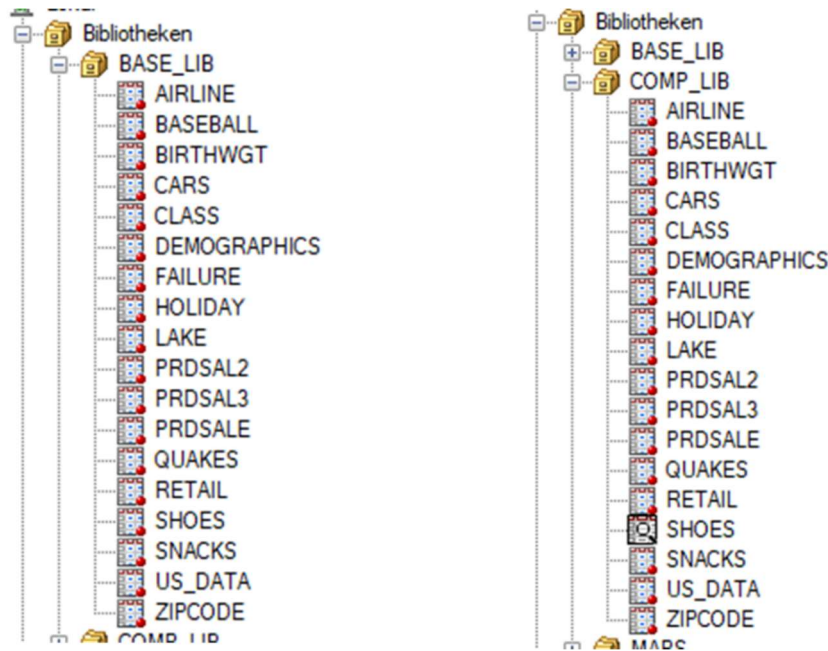 Bibliotheken
BASE_LIB
AIRLINE
BASEBALL
BIRTHWGT
CARS
CLASS
DEMOGRAPHICS
FAILURE
HOLIDAY
LAKE
PRDSAL2
PRDSAL3
PRDSALE
QUAKES
RETAIL
SHOES
SNACKS
US_DATA
ZIPCODE
COMP_LIB
Bibliotheken
BASE_LIB
COMP_LIB
AIRLINE
BASEBALL
BIRTHWGT
CARS
CLASS
DEMOGRAPHICS
FAILURE
HOLIDAY
LAKE
PRDSAL2
PRDSAL3
PRDSALE
QUAKES
RETAIL
SHOES
SNACKS
US_DATA
ZIPCODE
MAPS